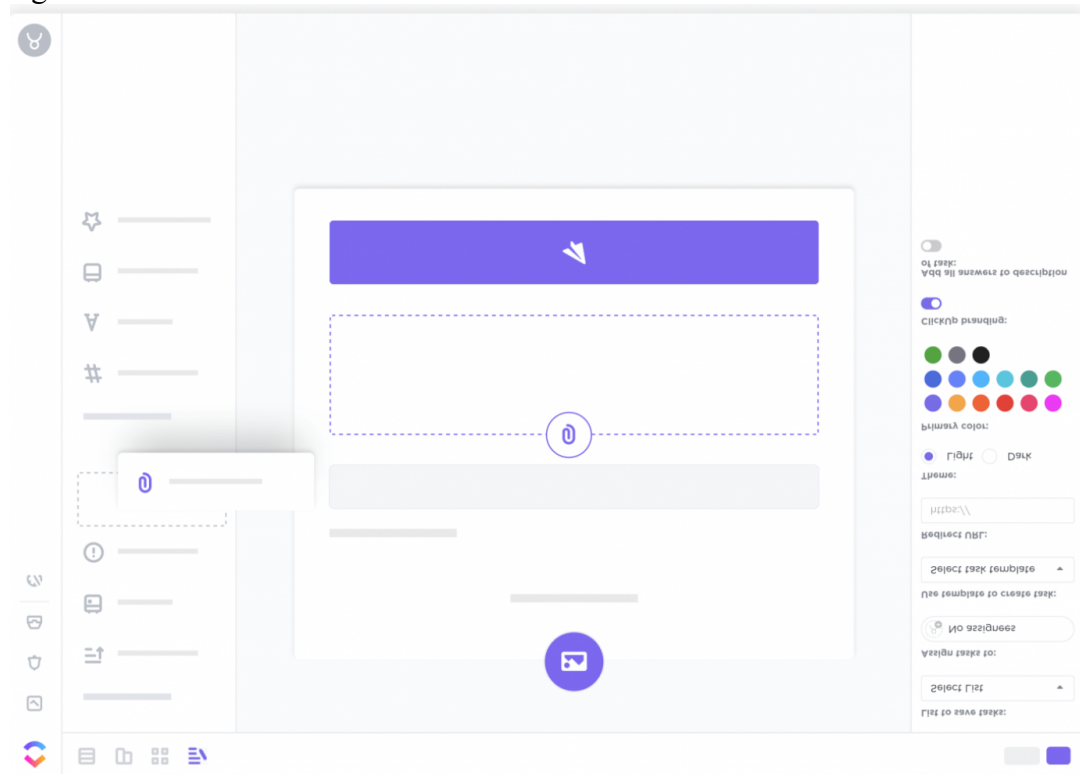 List to save tasks:
Select List
Assign tasks to:
No assignees
Use template to create task:
Select task template
Redirect URL:
https://
Theme:
Light Dark
Primary color:
ClickUp branding:
Add all answers to description
of task: